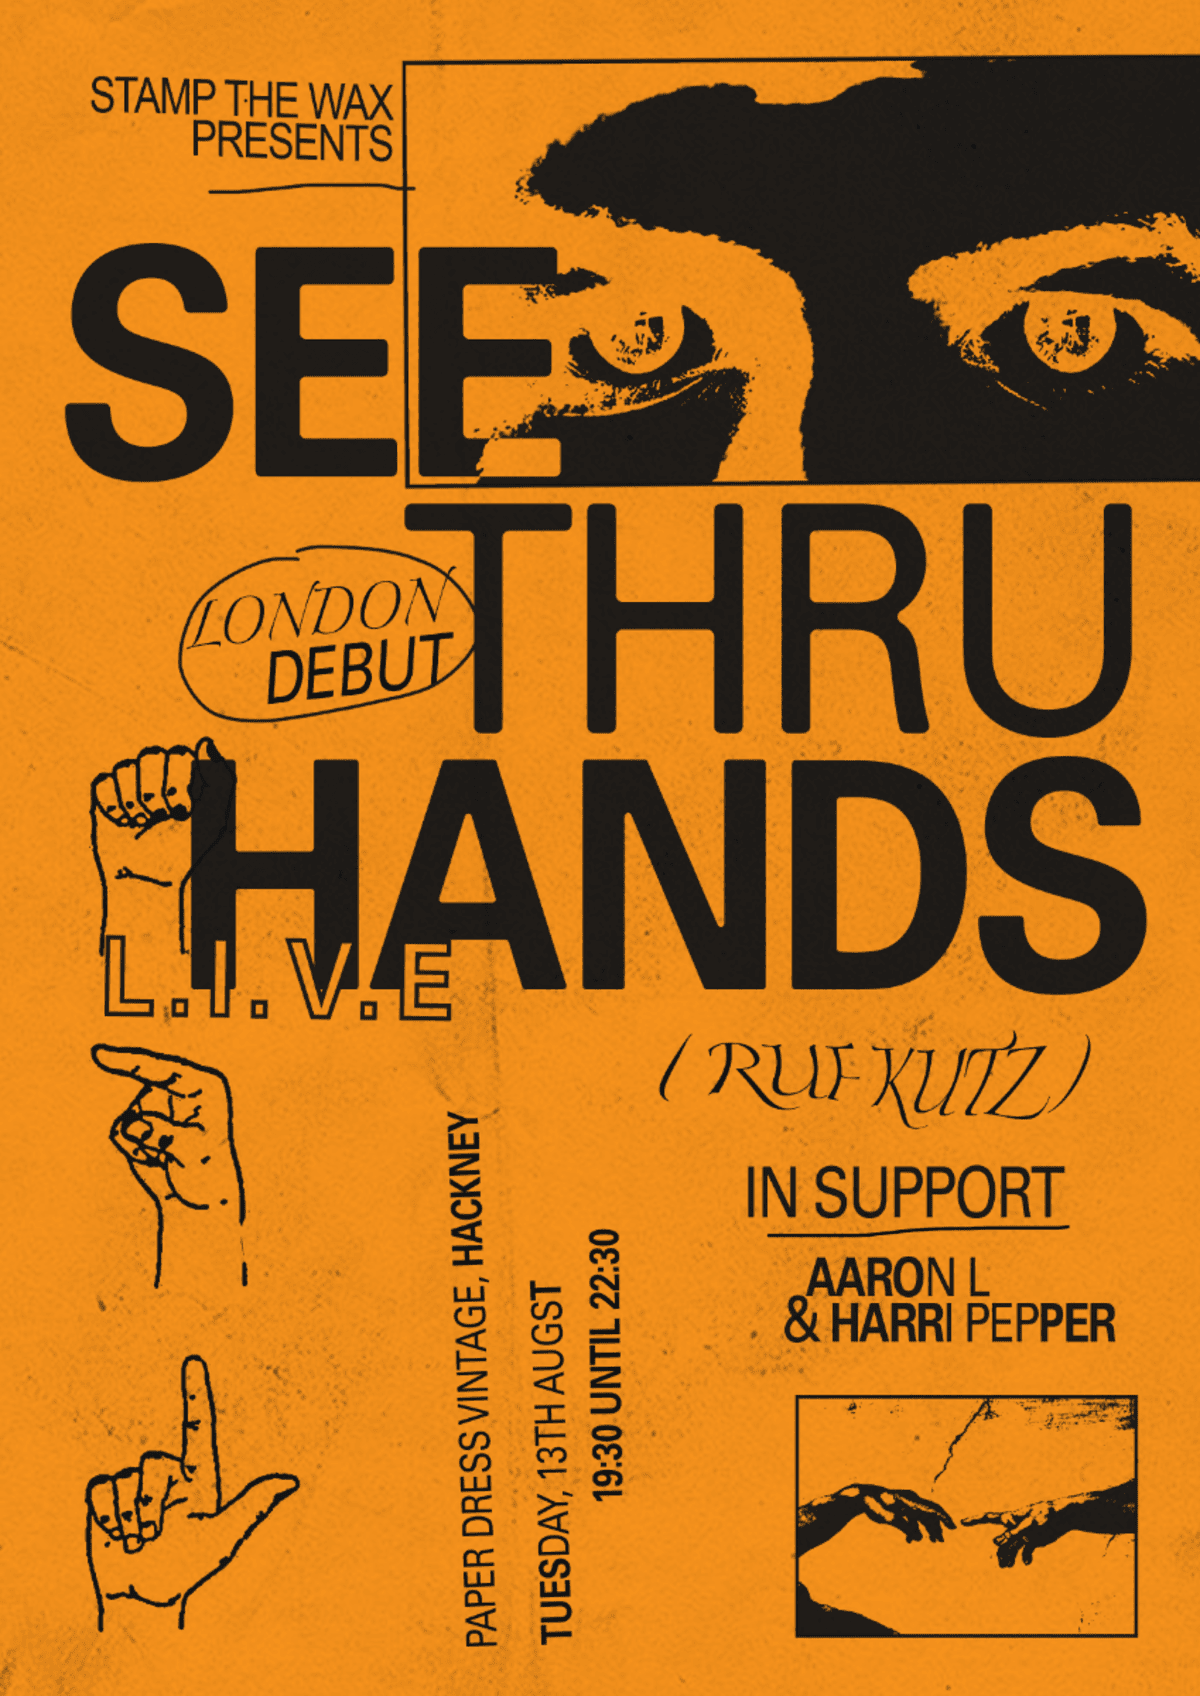 STAMP THE WAX
PRESENTS
SEE
THRU
LONDON
DEBUT
HANDS
L.I.V.E
( RUF KUTZ )
IN SUPPORT
AARON L
& HARRI PEPPER
PAPER DRESS VINTAGE, HACKNEY
TUESDAY, 13TH AUGST
19:30 UNTIL 22:30